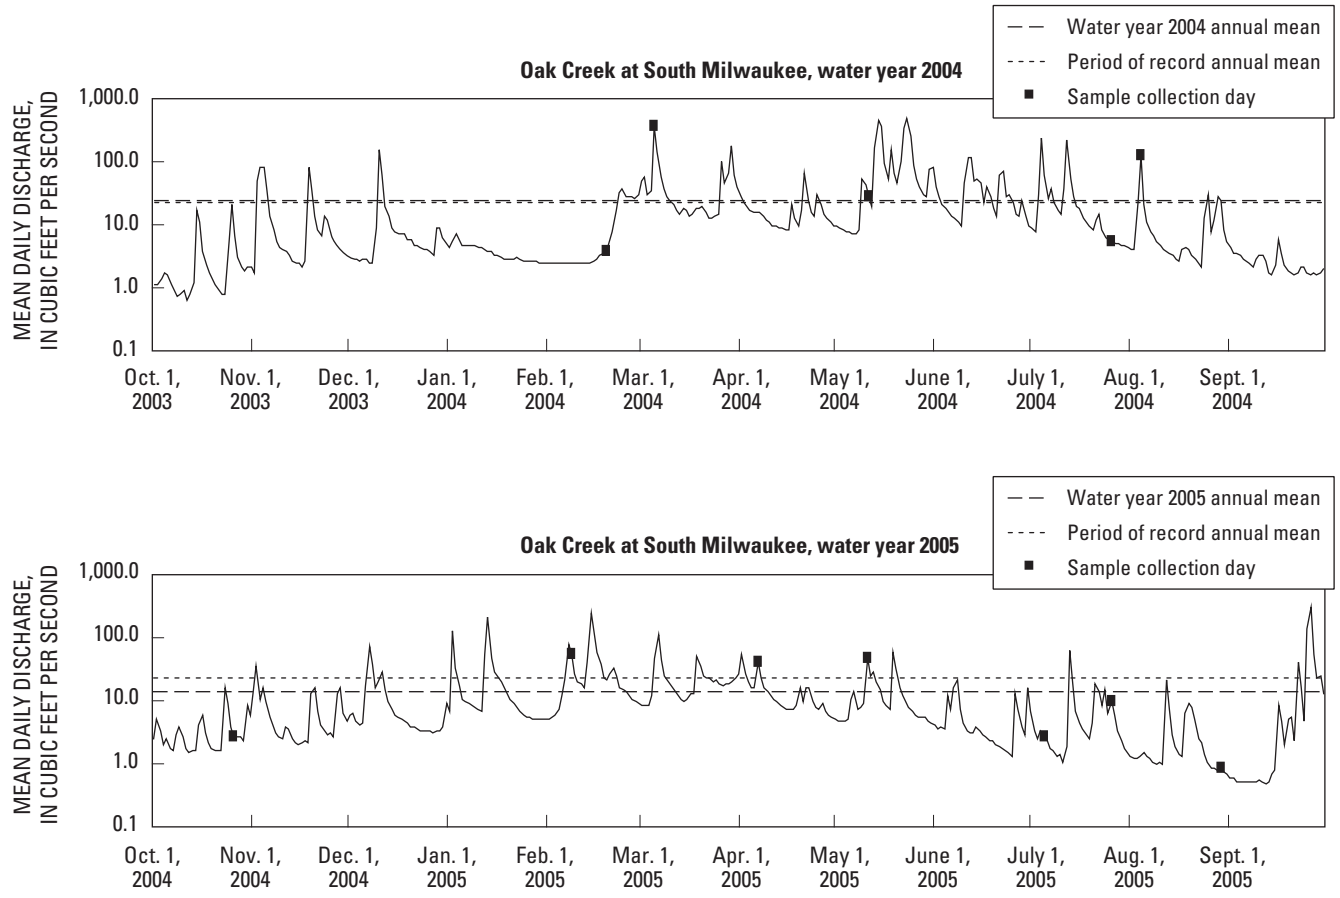 Water year 2004 annual mean
Period of record annual mean
Sample collection day
Oak Creek at South Milwaukee, water year 2004
MEAN DAILY DISCHARGE,
IN CUBIC FEET PER SECOND
1,000.0
100.0
10.0
1.0
0.1
Oct. 1, Nov. 1, Dec. 1, Jan. 1, Feb. 1, Mar. 1, Apr. 1, May 1, June 1, July 1, Aug. 1, Sept. 1,
2003 2003 2003 2004 2004 2004 2004 2004 2004 2004 2004 2004
Water year 2005 annual mean
Period of record annual mean
Sample collection day
Oak Creek at South Milwaukee, water year 2005
MEAN DAILY DISCHARGE,
IN CUBIC FEET PER SECOND
1,000.0
100.0
10.0
1.0
0.1
Oct. 1, Nov. 1, Dec. 1, Jan. 1, Feb. 1, Mar. 1, Apr. 1, May 1, June 1, July 1, Aug. 1, Sept. 1,
2004 2004 2004 2005 2005 2005 2005 2005 2005 2005 2005 2005